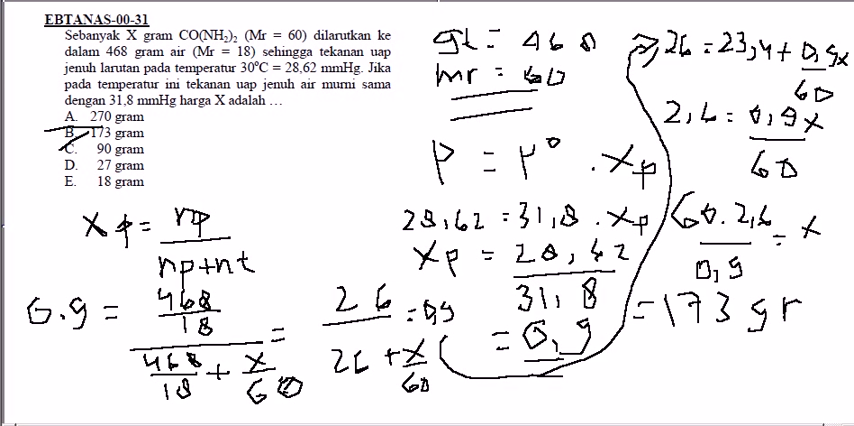 EBTANAS-00-31
Sebanyak X gram CO(NH₂)₂ (Mr = 60) dilarutkan ke
dalam 468 gram air (Mr = 18) sehingga tekanan uap
jenuh larutan pada temperatur 30°C = 28,62 mmHg. Jika
pada temperatur ini tekanan uap jenuh air murni sama
dengan 31,8 mmHg harga X adalah …
A. 270 gram
B. 173 gram
C. 90 gram
D. 27 gram
E. 18 gram
Xp = np / np+nt
0.9 = 468/18 / 468/18 + x/60 = 26 / 26 + x/60 = 0,9
= 468
mr = 60
P = P° . Xp
28,62 = 31,8 . Xp
Xp = 28,62 / 31,8
= 0,9
26 = 23,4 + 0,9x / 60
2,6 = 0,9x / 60
60. 2,6 / 0,9 = x
= 173 gr